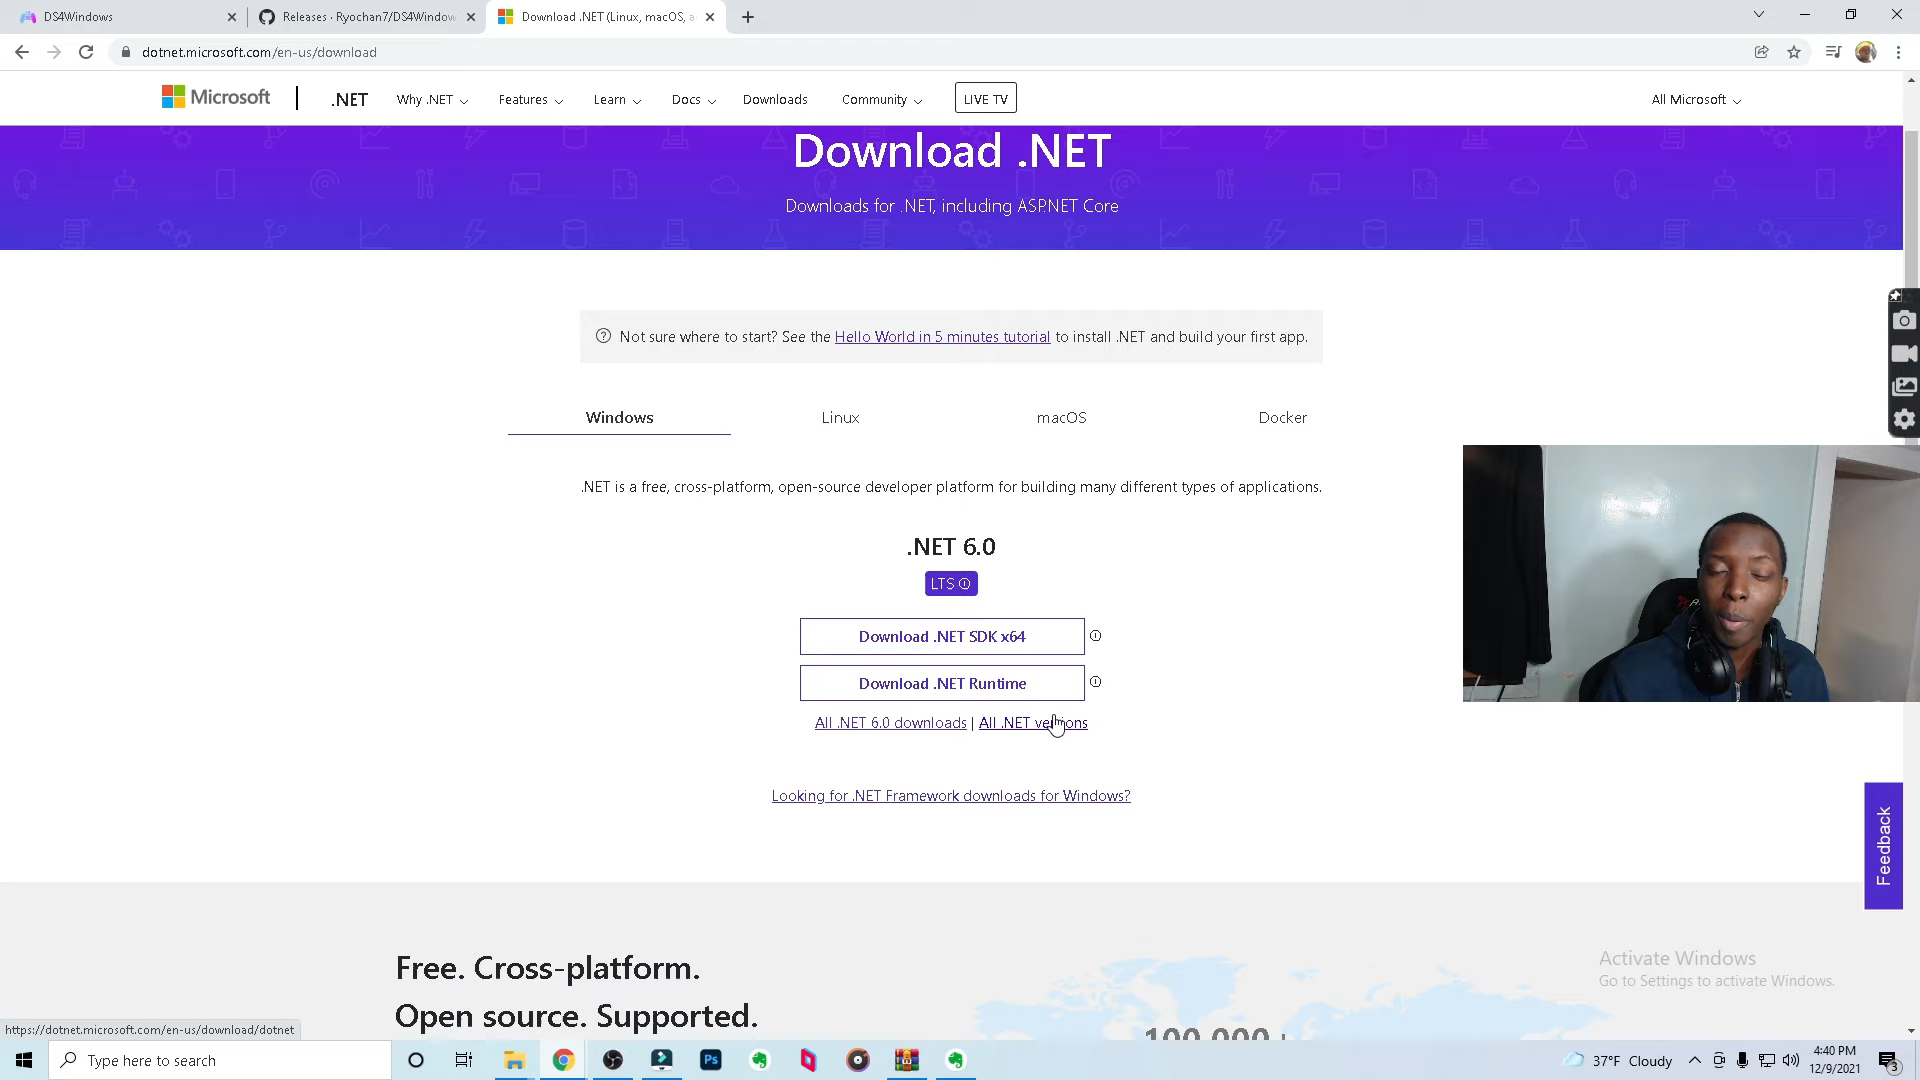 DS4Windows
Releases · Ryochan7/DS4Window
Download .NET (Linux, macOS, a
dotnet.microsoft.com/en-us/download
Microsoft
.NET
Why .NET
Features
Learn
Docs
Downloads
Community
LIVE TV
All Microsoft
Download .NET
Downloads for .NET, including ASP.NET Core
Not sure where to start? See the Hello World in 5 minutes tutorial to install .NET and build your first app.
Windows
Linux
macOS
Docker
.NET is a free, cross-platform, open-source developer platform for building many different types of applications.
.NET 6.0
LTS
Download .NET SDK x64
Download .NET Runtime
All .NET 6.0 downloads | All .NET versions
Looking for .NET Framework downloads for Windows?
Feedback
Free. Cross-platform.
Open source. Supported.
100,000+
Activate Windows
Go to Settings to activate Windows.
https://dotnet.microsoft.com/en-us/download/dotnet
Type here to search
Ps
37°F Cloudy
4:40 PM
12/9/2021
3